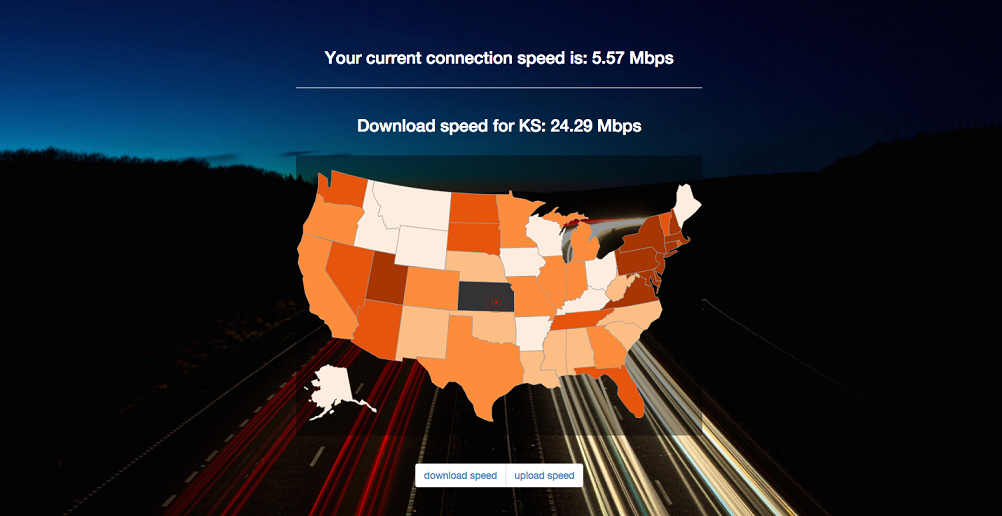 Your current connection speed is: 5.57 Mbps
Download speed for KS: 24.29 Mbps
download speed upload speed